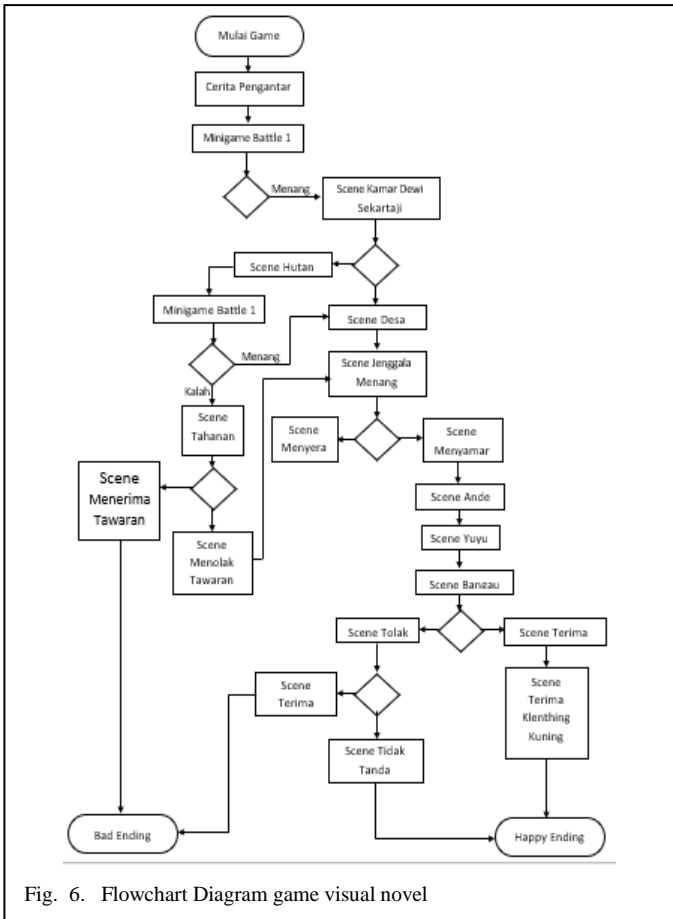 Mulai Game
Cerita Pengantar
Minigame Battle 1
Menang
Scene Kamar Dewi
Sekartaji
Scene Hutan
Minigame Battle 1
Scene Desa
Menang
Scene Jenggala
Menang
Kalah
Scene
Tahanan
Scene
Menyera
Scene
Menyamar
Scene
Menerima
Tawaran
Scene Ande
Scene
Menolak
Tawaran
Scene Yuyu
Scene Bangau
Scene Tolak
Scene Terima
Scene
Terima
Scene
Terima
Klenthing
Kuning
Scene Tidak
Tanda
Bad Ending
Happy Ending
Fig. 6. Flowchart Diagram game visual novel